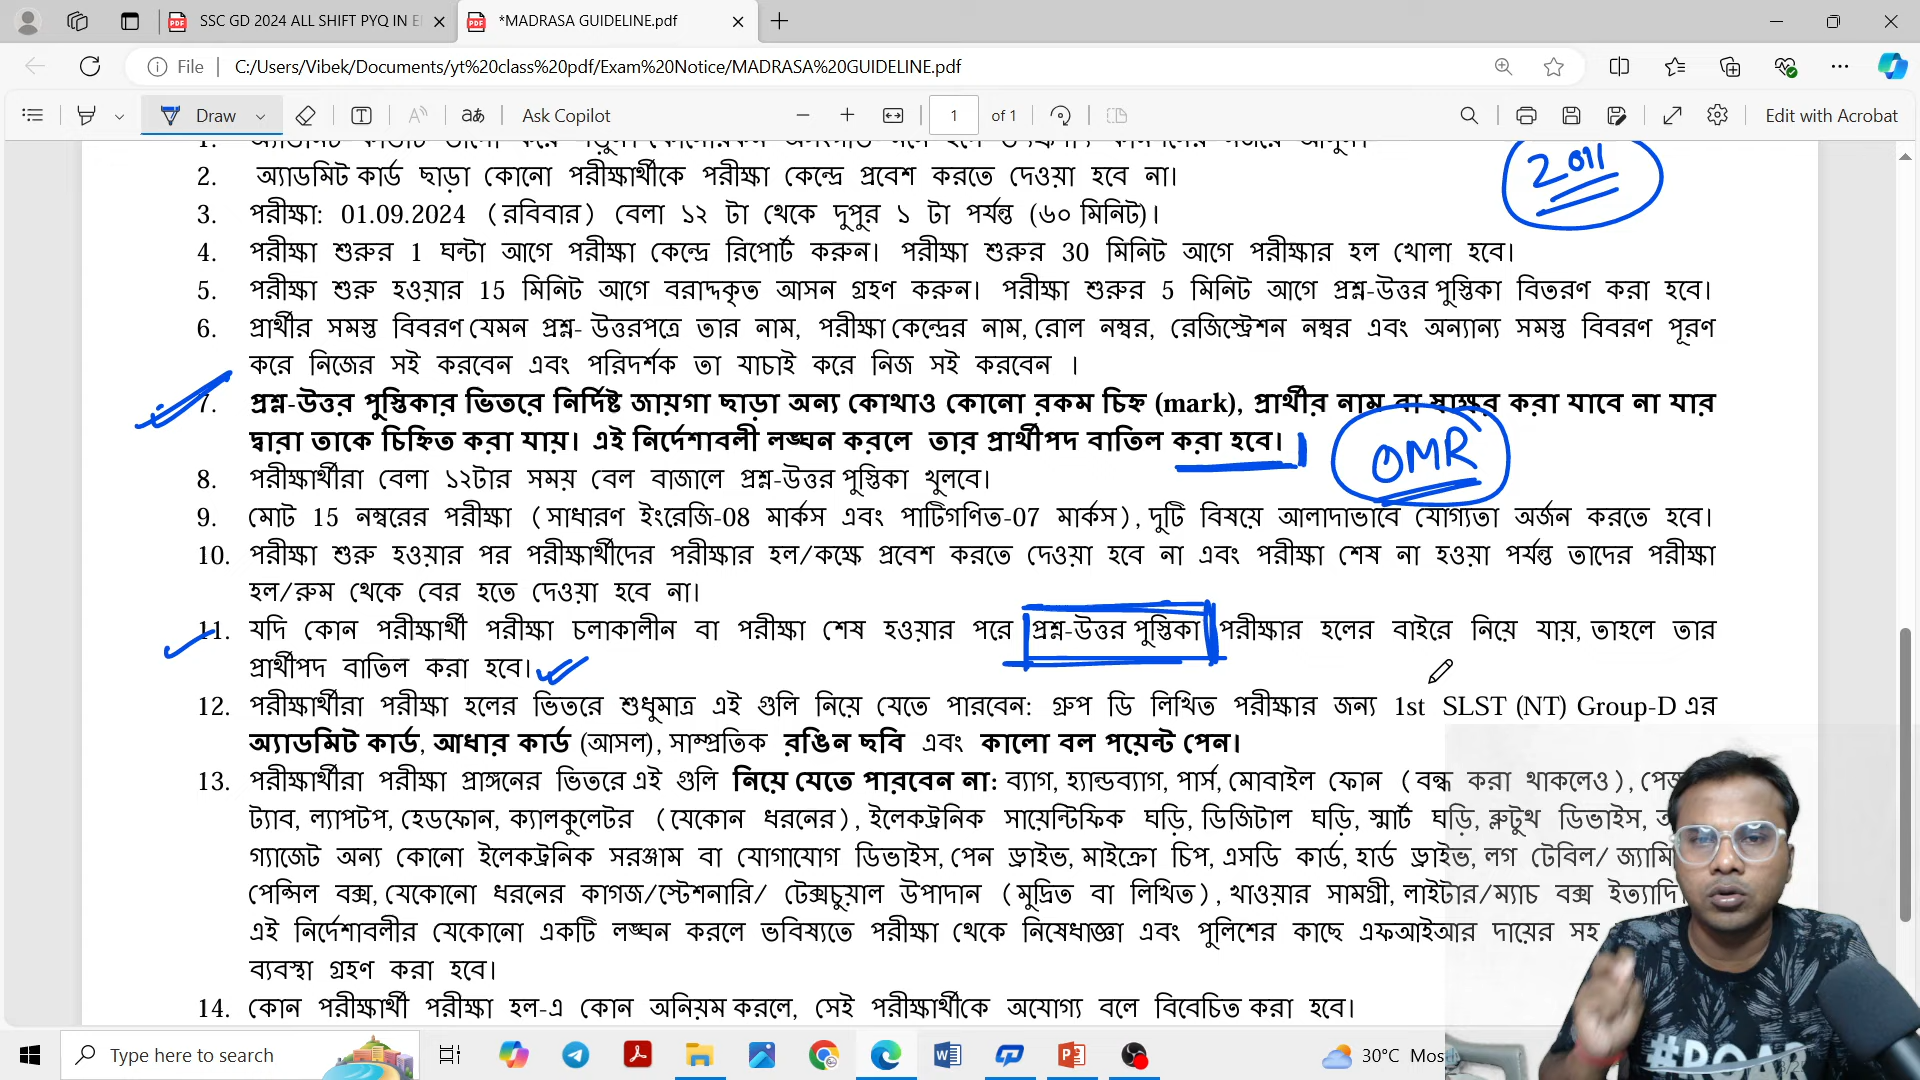 SSC GD 2024 ALL SHIFT PYQ IN E
*MADRASA GUIDELINE.pdf
File
C:/Users/Vibek/Documents/yt%20class%20pdf/Exam%20Notice/MADRASA%20GUIDELINE.pdf
Draw
Ask Copilot
1 of 1
Edit with Acrobat
2. অ্যাডমিট কার্ড ছাড়া কোনো পরীক্ষার্থীকে পরীক্ষা কেন্দ্রে প্রবেশ করতে দেওয়া হবে না।
2011
3. পরীক্ষা: 01.09.2024 (রবিবার) বেলা ১২ টা থেকে দুপুর ১ টা পর্যন্ত (৬০ মিনিট)।
4. পরীক্ষা শুরুর 1 ঘন্টা আগে পরীক্ষা কেন্দ্রে রিপোর্ট করুন। পরীক্ষা শুরুর 30 মিনিট আগে পরীক্ষার হল খোলা হবে।
5. পরীক্ষা শুরু হওয়ার 15 মিনিট আগে বরাদ্দকৃত আসন গ্রহণ করুন। পরীক্ষা শুরুর 5 মিনিট আগে প্রশ্ন-উত্তর পুস্তিকা বিতরণ করা হবে।
6. প্রার্থীর সমস্ত বিবরণ যেমন প্রশ্ন- উত্তরপত্রে তার নাম, পরীক্ষা কেন্দ্রের নাম, রোল নম্বর, রেজিস্ট্রেশন নম্বর এবং অন্যান্য সমস্ত বিবরণ পূরণ
করে নিজের সই করবেন এবং পরিদর্শক তা যাচাই করে নিজ সই করবেন ।
7. প্রশ্ন-উত্তর পুস্তিকার ভিতরে নির্দিষ্ট জায়গা ছাড়া অন্য কোথাও কোনো রকম চিহ্ন (mark), প্রার্থীর নাম বা স্বাক্ষর করা যাবে না যার
দ্বারা তাকে চিহ্নিত করা যায়। এই নির্দেশাবলী লঙ্ঘন করলে তার প্রার্থীপদ বাতিল করা হবে।
OMR
8. পরীক্ষার্থীরা বেলা ১২টার সময় বেল বাজালে প্রশ্ন-উত্তর পুস্তিকা খুলবে।
9. মোট 15 নম্বরের পরীক্ষা (সাধারণ ইংরেজি-08 মার্কস এবং পাটিগণিত-07 মার্কস), দুটি বিষয়ে আলাদাভাবে যোগ্যতা অর্জন করতে হবে।
10. পরীক্ষা শুরু হওয়ার পর পরীক্ষার্থীদের পরীক্ষার হল/কক্ষে প্রবেশ করতে দেওয়া হবে না এবং পরীক্ষা শেষ না হওয়া পর্যন্ত তাদের পরীক্ষা
হল/রুম থেকে বের হতে দেওয়া হবে না।
11. যদি কোন পরীক্ষার্থী পরীক্ষা চলাকালীন বা পরীক্ষা শেষ হওয়ার পরে প্রশ্ন-উত্তর পুস্তিকা পরীক্ষার হলের বাইরে নিয়ে যায়, তাহলে তার
প্রার্থীপদ বাতিল করা হবে।
12. পরীক্ষার্থীরা পরীক্ষা হলের ভিতরে শুধুমাত্র এই গুলি নিয়ে যেতে পারবেন: গ্রুপ ডি লিখিত পরীক্ষার জন্য 1st SLST (NT) Group-D এর
অ্যাডমিট কার্ড, আধার কার্ড (আসল), সাম্প্রতিক রঙিন ছবি এবং কালো বল পয়েন্ট পেন।
13. পরীক্ষার্থীরা পরীক্ষা প্রাঙ্গনের ভিতরে এই গুলি নিয়ে যেতে পারবেন না: ব্যাগ, হ্যান্ডব্যাগ, পার্স, মোবাইল ফোন (বন্ধ করা থাকলেও),
ট্যাব, ল্যাপটপ, হেডফোন, ক্যালকুলেটর (যেকোন ধরনের), ইলেকট্রনিক সায়েন্টিফিক ঘড়ি, ডিজিটাল ঘড়ি, স্মার্ট ঘড়ি, ব্লুটুথ ডিভাইস,
গ্যাজেট অন্য কোনো ইলেকট্রনিক সরঞ্জাম বা যোগাযোগ ডিভাইস, পেন ড্রাইভ, মাইক্রো চিপ, এসডি কার্ড, হার্ড ড্রাইভ, লগ টেবিল/
পেন্সিল বক্স, যেকোনো ধরনের কাগজ/স্টেশনারি/ টেক্সচুয়াল উপাদান (মুদ্রিত বা লিখিত), খাওয়ার সামগ্রী, লাইটার/ম্যাচ বক্স ইত্যাদি।
এই নির্দেশাবলীর যেকোনো একটি লঙ্ঘন করলে ভবিষ্যতে পরীক্ষা থেকে নিষেধাজ্ঞা এবং পুলিশের কাছে এফআইআর দায়ের সহ
ব্যবস্থা গ্রহণ করা হবে।
14. কোন পরীক্ষার্থী পরীক্ষা হল-এ কোন অনিয়ম করলে, সেই পরীক্ষার্থীকে অযোগ্য বলে বিবেচিত করা হবে।
Type here to search
30°C Mos
#ROAR